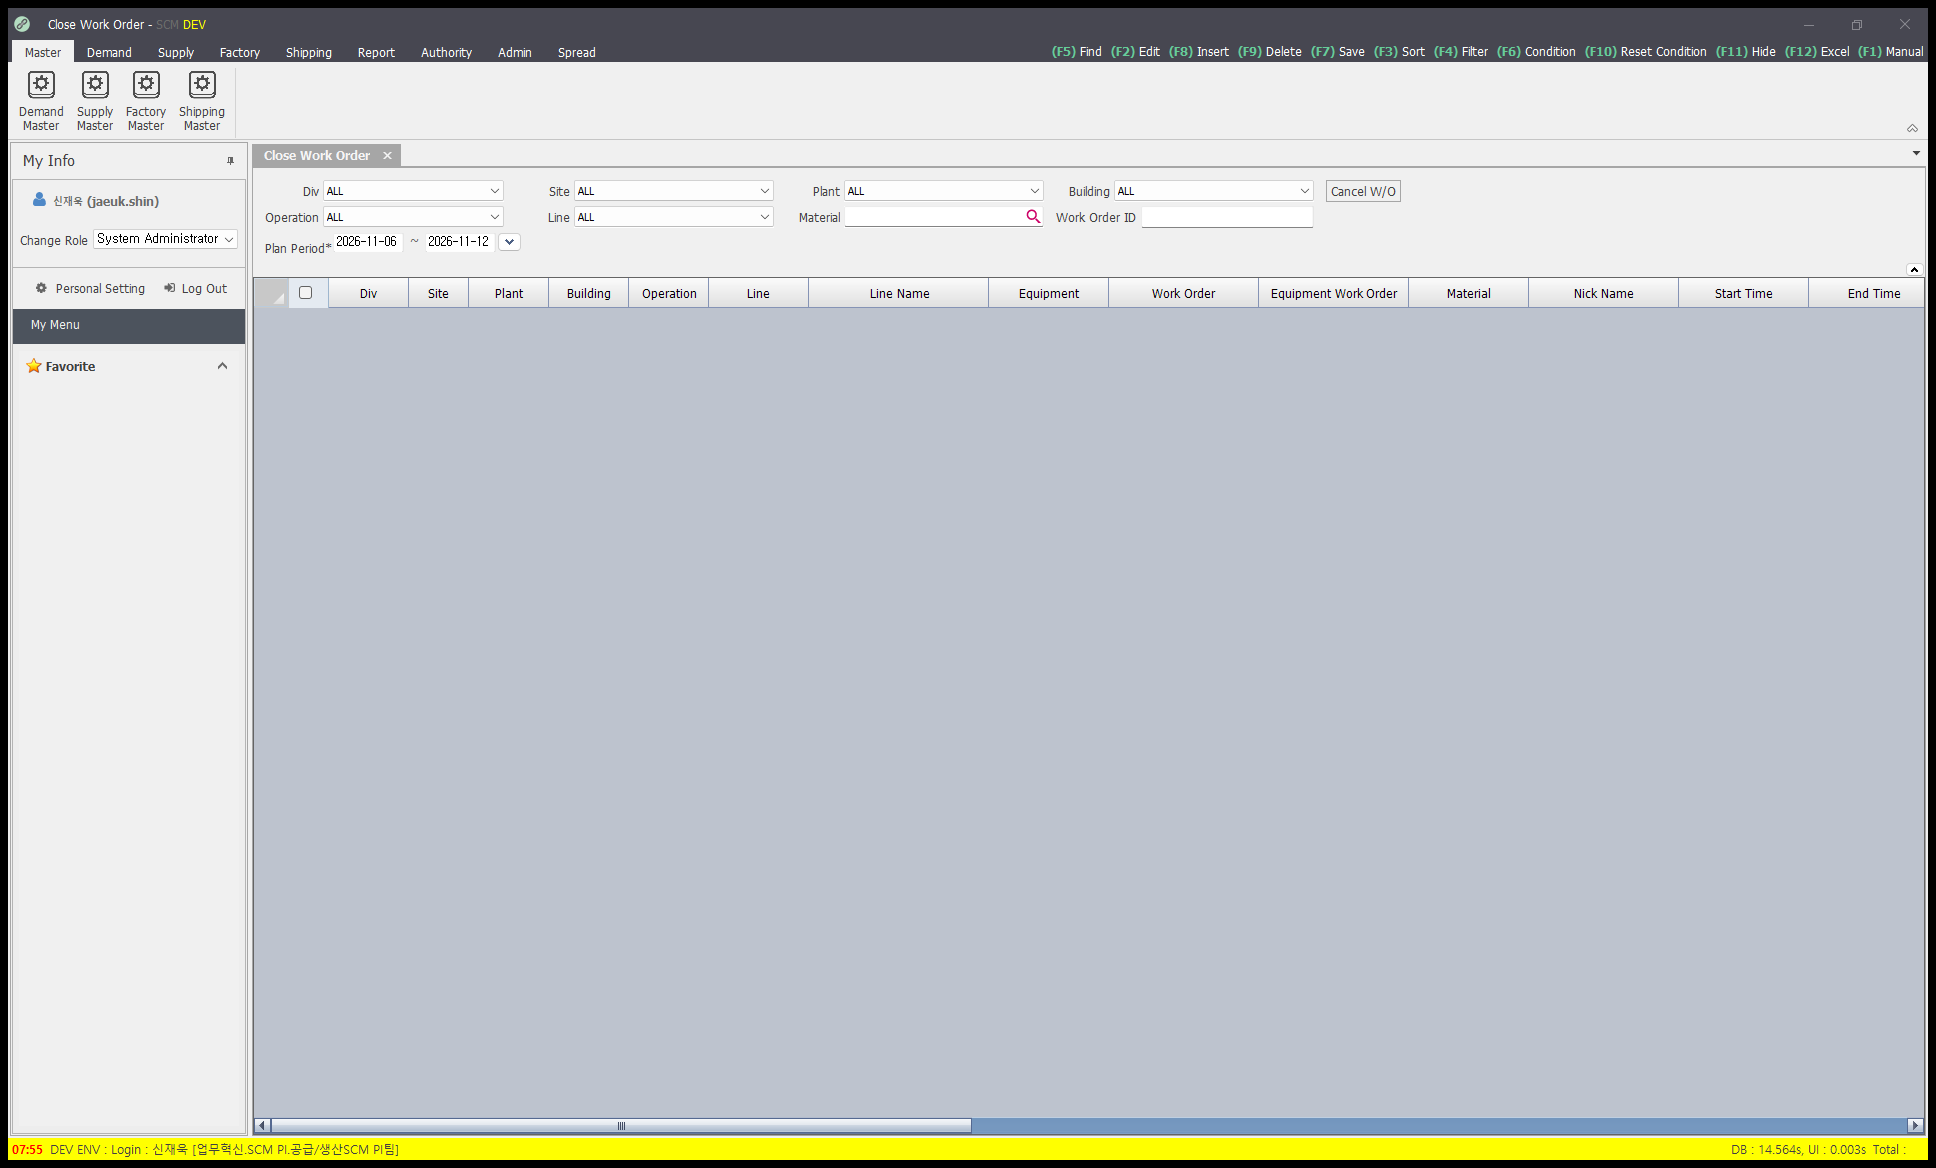 Close Work Order - SCM DEV
Master Demand Supply Factory Shipping Report Authority Admin Spread (F5) Find (F2) Edit (F8) Insert (F9) Delete (F7) Save (F3) Sort (F4) Filter (F6) Condition (F10) Reset Condition (F11) Hide (F12) Excel (F1) Manual
Demand Master
Supply Master
Factory Master
Shipping Master
My Info
신재욱 (jaeuk.shin)
Change Role System Administrator
Personal Setting Log Out
My Menu
Favorite
Close Work Order
Div ALL Site ALL Plant ALL Building ALL Cancel W/O
Operation ALL Line ALL Material Work Order ID
Plan Period* 2026-11-06 ~ 2026-11-12
Div Site Plant Building Operation Line Line Name Equipment Work Order Equipment Work Order Material Nick Name Start Time End Time
07:55 DEV ENV : Login : 신재욱 [업무혁신.SCM PI.공급/생산SCM PI팀] DB : 14.564s, UI : 0.003s Total :